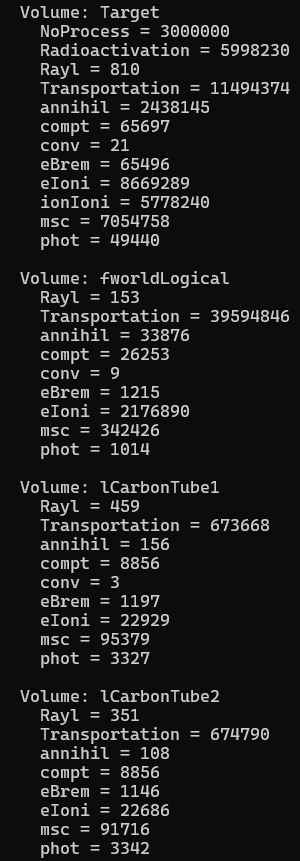 Volume: Target
NoProcess = 3000000
Radioactivation = 5998230
Rayl = 810
Transportation = 11494374
annihil = 2438145
compt = 65697
conv = 21
eBrem = 65496
eIoni = 8669289
ionIoni = 5778240
msc = 7054758
phot = 49440
Volume: fworldLogical
Rayl = 153
Transportation = 39594846
annihil = 33876
compt = 26253
conv = 9
eBrem = 1215
eIoni = 2176890
msc = 342426
phot = 1014
Volume: lCarbonTube1
Rayl = 459
Transportation = 673668
annihil = 156
compt = 8856
conv = 3
eBrem = 1197
eIoni = 22929
msc = 95379
phot = 3327
Volume: lCarbonTube2
Rayl = 351
Transportation = 674790
annihil = 108
compt = 8856
eBrem = 1146
eIoni = 22686
msc = 91716
phot = 3342